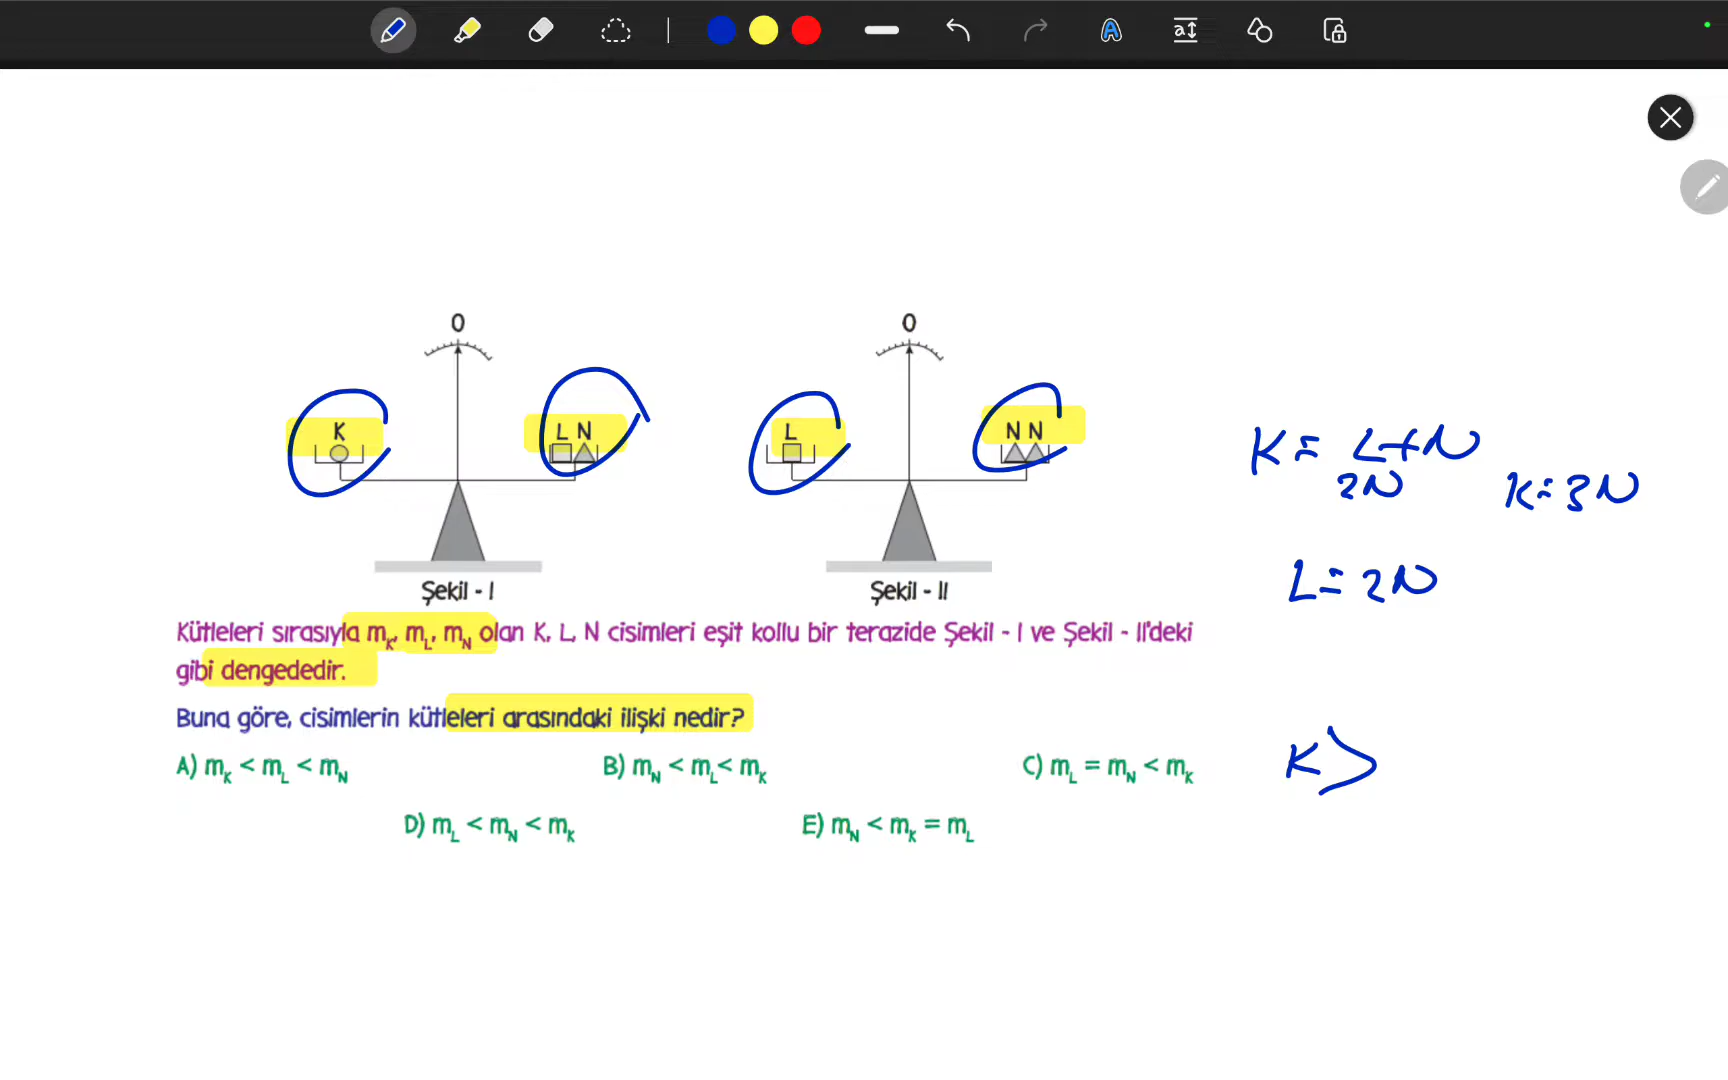 0
0
K
L N
L
N N
Şekil - I
Şekil - II
K = L + N
2N
K = 3N
L = 2N
Kütleleri sırasıyla mK, mL, mN olan K, L, N cisimleri eşit kollu bir terazide Şekil - I ve Şekil - II'deki
gibi dengededir.
Buna göre, cisimlerin kütleleri arasındaki ilişki nedir?
A) mK < mL < mN
B) mN < mL < mK
C) mL = mN < mK
K >
D) mL < mN < mK
E) mN < mK = mL